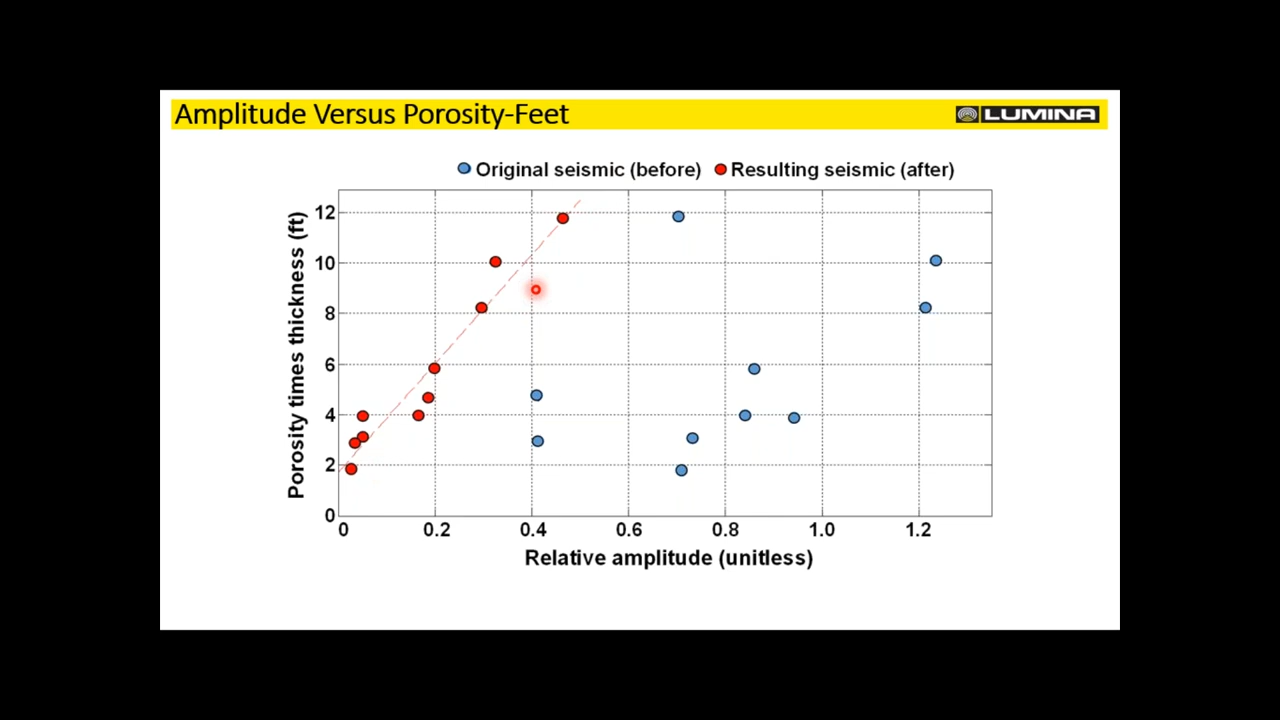 Amplitude Versus Porosity-Feet
LUMINA
Original seismic (before) Resulting seismic (after)
Porosity times thickness (ft)
12
10
8
6
4
2
0
0 0.2 0.4 0.6 0.8 1.0 1.2
Relative amplitude (unitless)